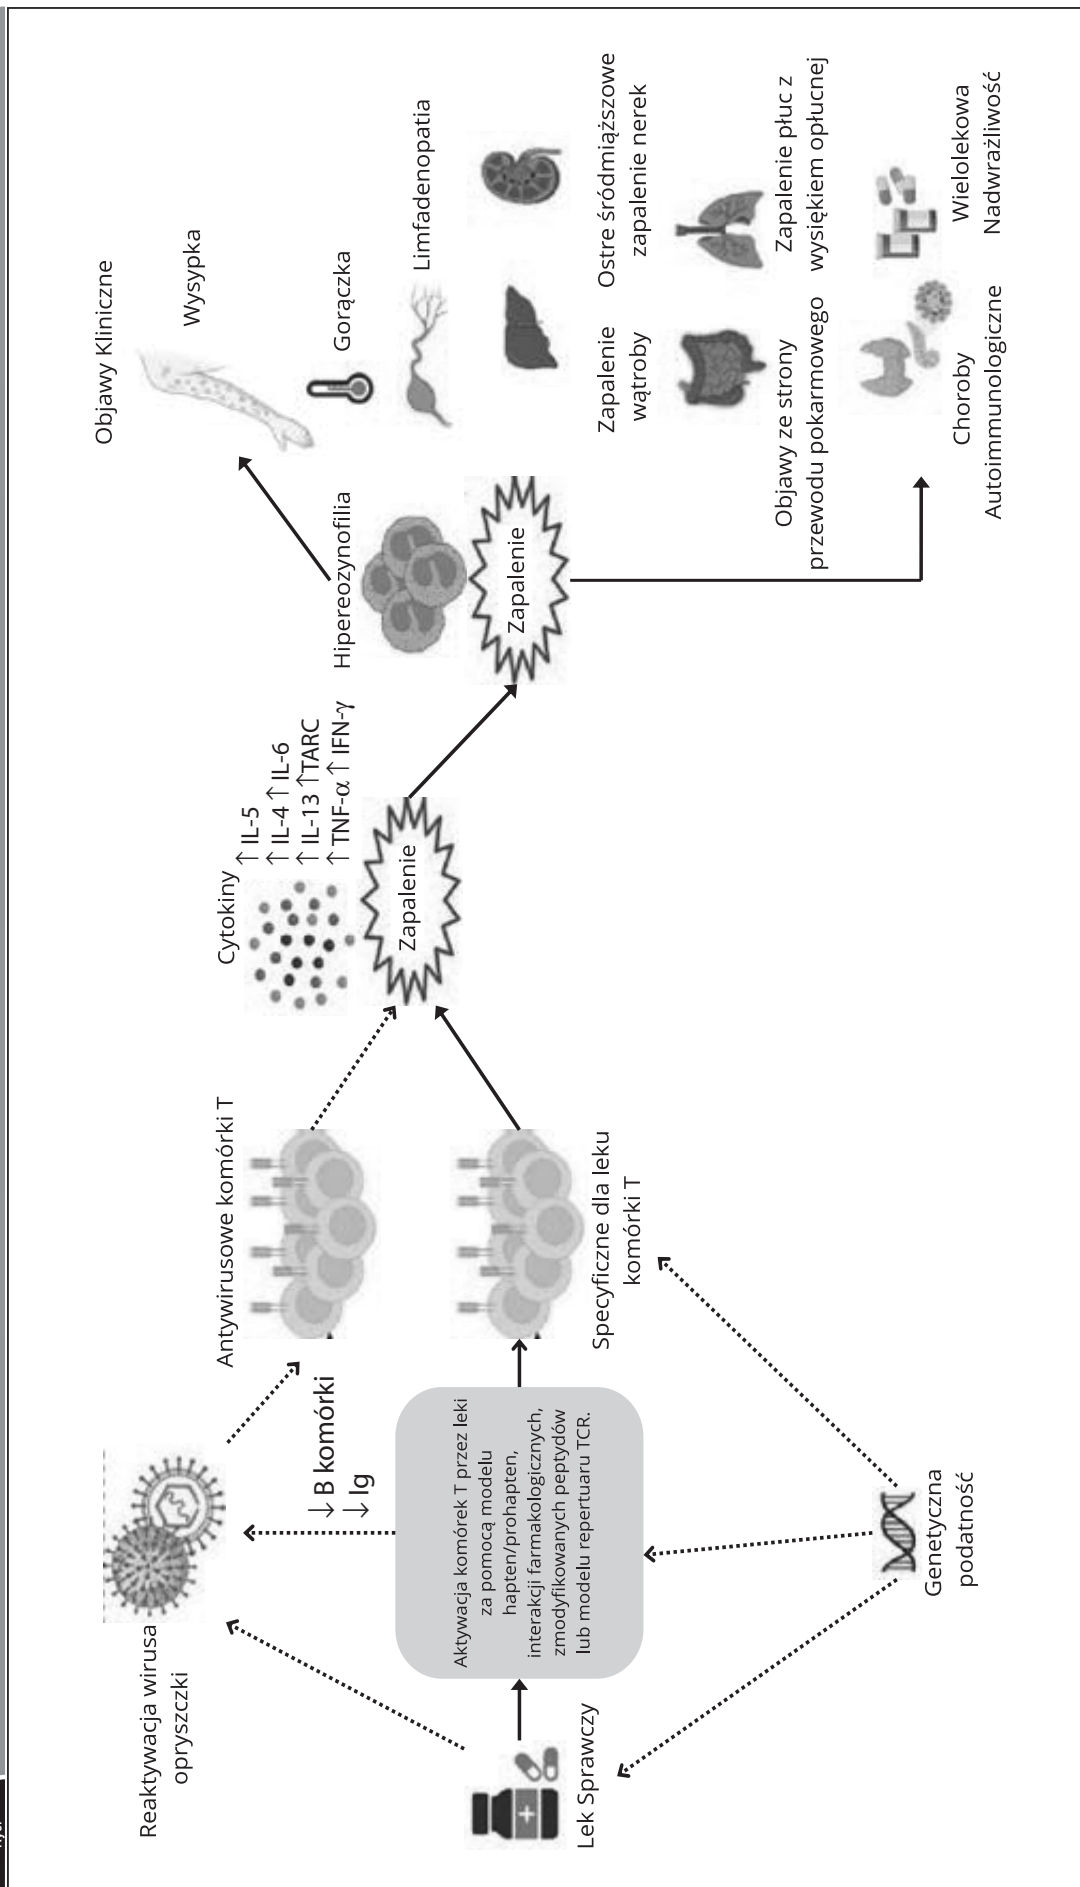 Reaktywacja wirusa
opryszczki
Lek Sprawczy
Aktywacja komórek T przez leki
za pomocą modelu
hapten/prohapten,
interakcji farmakologicznych,
zmodyfikowanych peptydów
lub modelu repertuaru TCR.
↓ B komórki
↓ Ig
Genetyczna
podatność
Antywirusowe komórki T
Specyficzne dla leku
komórki T
Cytokiny
↑ IL-5
↑ IL-4 ↑ IL-6
↑ IL-13 ↑TARC
↑ TNF-α ↑ IFN-γ
Zapalenie
Hipereozynofilia
Zapalenie
Objawy Kliniczne
Wysypka
Gorączka
Limfadenopatia
Zapalenie
wątroby
Ostre śródmiąższowe
zapalenie nerek
Objawy ze strony
przewodu pokarmowego
Zapalenie płuc z
wysiękiem opłucnej
Choroby
Autoimmunologiczne
Wielolekowa
Nadwrażliwość